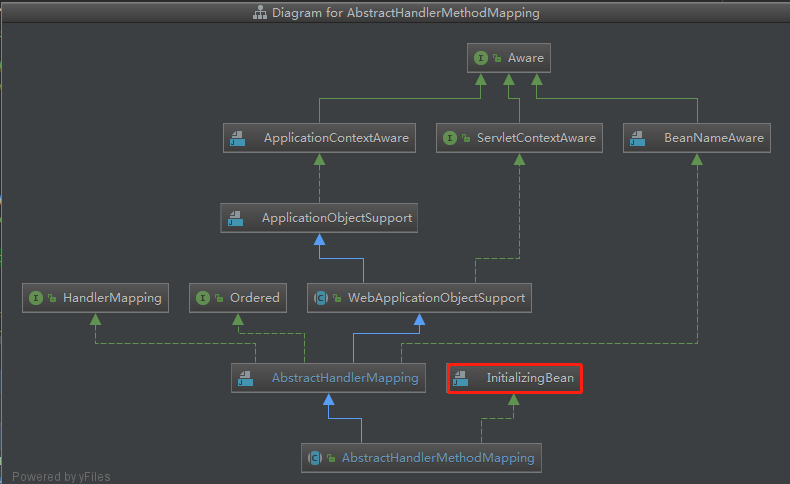 Diagram for AbstractHandlerMethodMapping
Aware
ApplicationContextAware
ServletContextAware
BeanNameAware
ApplicationObjectSupport
HandlerMapping
Ordered
WebApplicationObjectSupport
AbstractHandlerMapping
InitializingBean
AbstractHandlerMethodMapping
Powered by yFiles